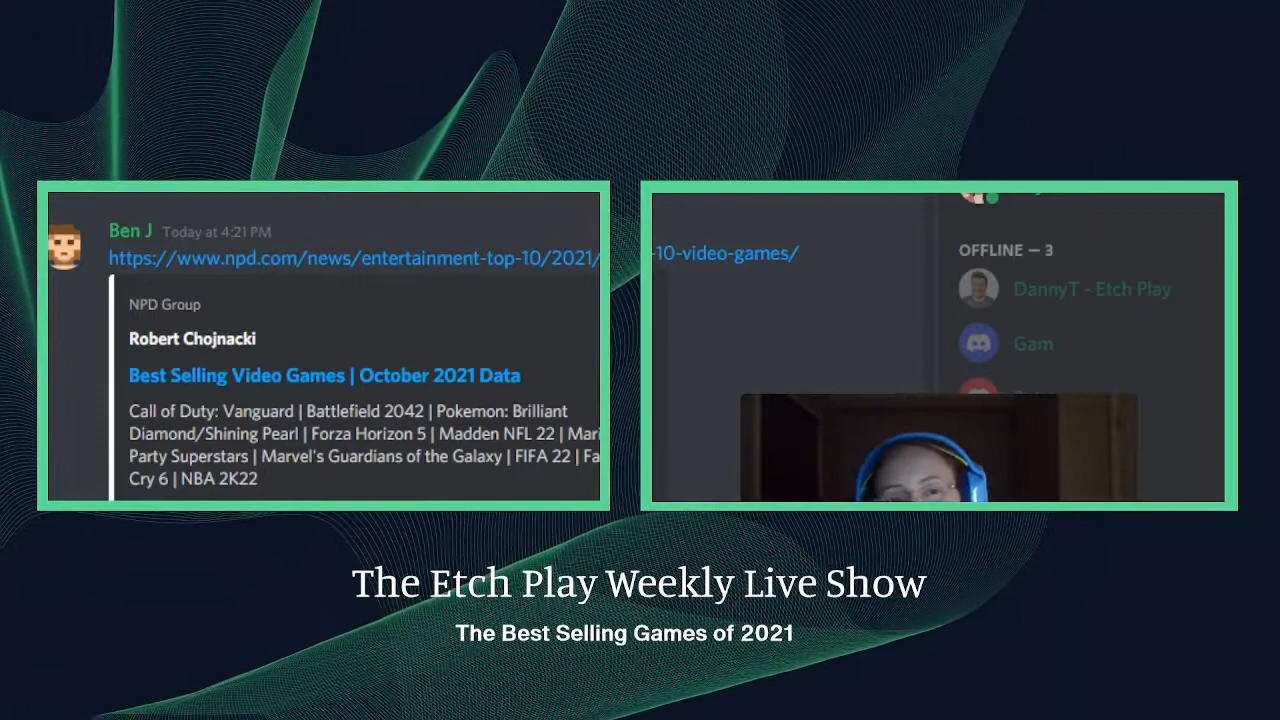 Ben J Today at 4:21 PM
https://www.npd.com/news/entertainment-top-10/2021/
NPD Group
Robert Chojnacki
Best Selling Video Games | October 2021 Data
Call of Duty: Vanguard | Battlefield 2042 | Pokemon: Brilliant
Diamond/Shining Pearl | Forza Horizon 5 | Madden NFL 22 | Mari
Party Superstars | Marvel's Guardians of the Galaxy | FIFA 22 | Fa
Cry 6 | NBA 2K22
-10-video-games/
OFFLINE — 3
DannyT - Etch Play
Gam
The Etch Play Weekly Live Show
The Best Selling Games of 2021